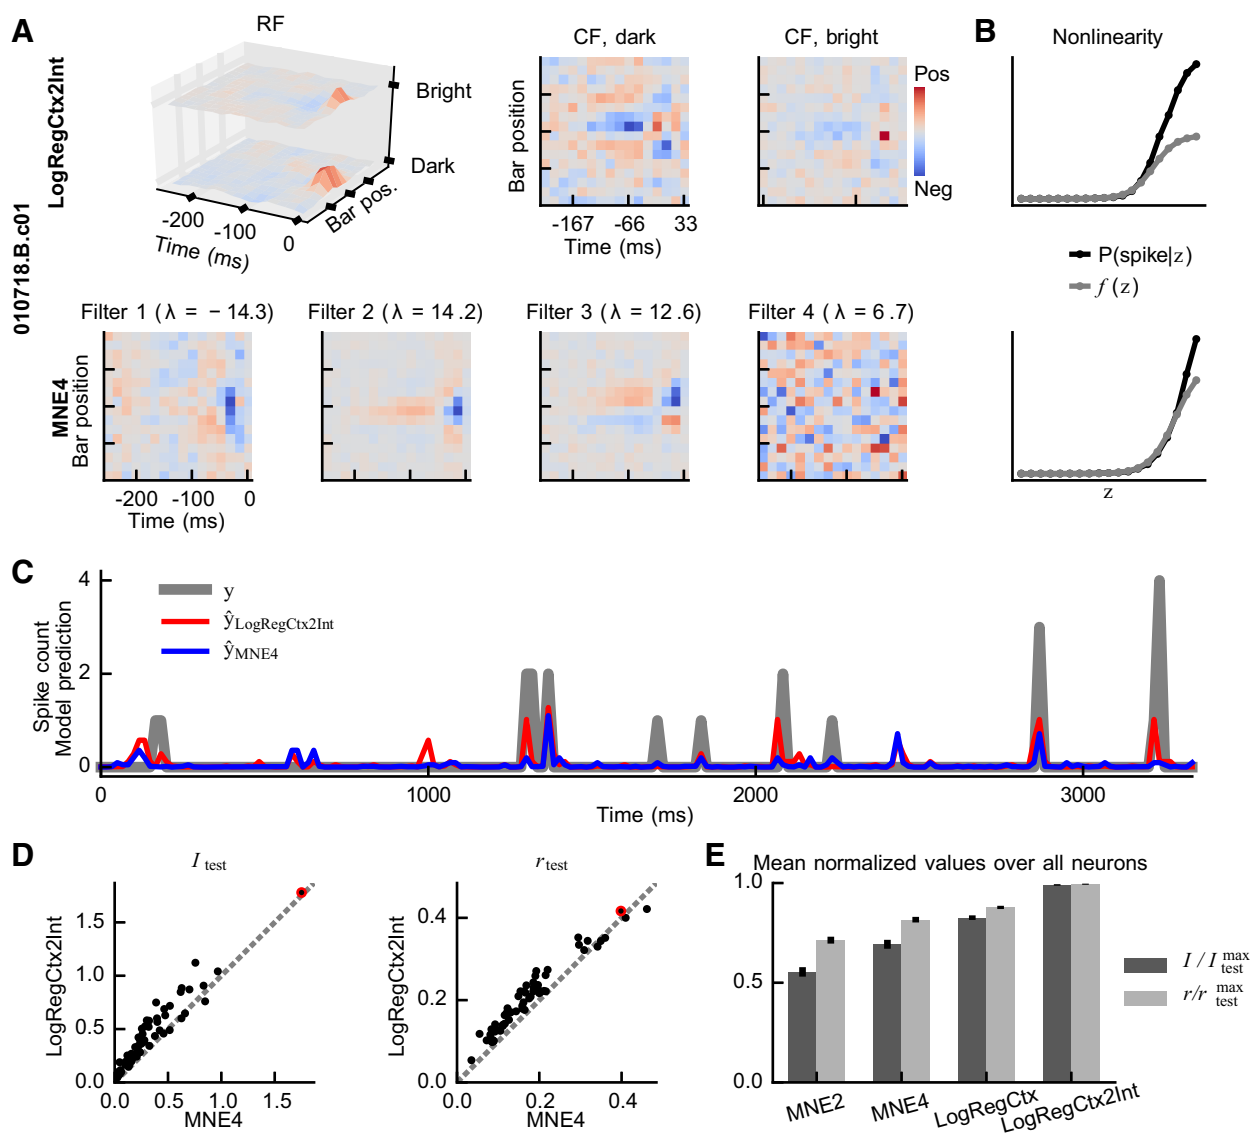 A
RF
CF, dark
CF, bright
B
Nonlinearity
010718.B.c01
LogRegCtx2Int
Bright
Dark
Bar pos.
-200
-100
0
Time (ms)
Bar position
-167
-66
33
Time (ms)
Pos
Neg
P(spike|z)
f(z)
Filter 1 ( λ = − 14.3)
Filter 2 ( λ = 14 .2)
Filter 3 ( λ = 12 .6)
Filter 4 ( λ = 6 .7)
MNE4
Bar position
-200
-100
0
Time (ms)
z
C
4
2
0
Spike count
Model prediction
y
ŷLogRegCtx2Int
ŷMNE4
0
1000
2000
3000
Time (ms)
D
I test
LogRegCtx2Int
1.5
1.0
0.5
0.0
0.0
0.5
1.0
1.5
MNE4
r test
LogRegCtx2Int
0.4
0.2
0.0
0.0
0.2
0.4
MNE4
E
Mean normalized values over all neurons
1.0
0.5
0.0
MNE2
MNE4
LogRegCtx
LogRegCtx2Int
I / I max test
r/r max test